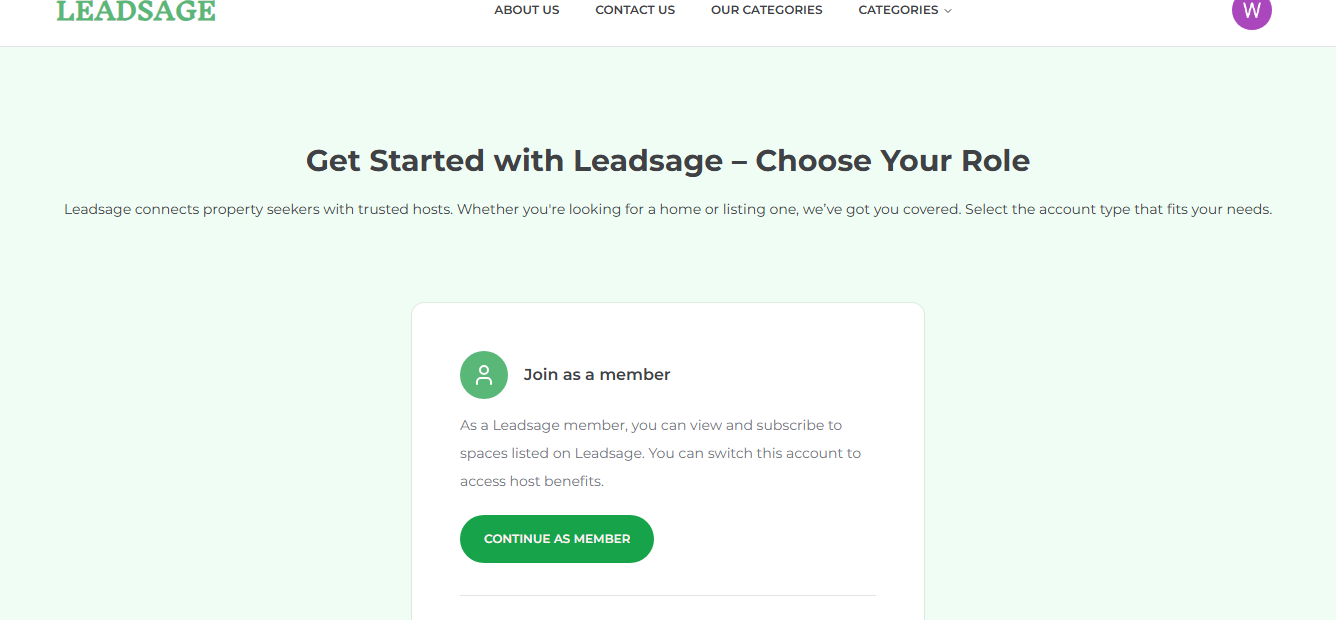 LEADSAGE
ABOUT US
CONTACT US
OUR CATEGORIES
CATEGORIES
W
Get Started with Leadsage – Choose Your Role
Leadsage connects property seekers with trusted hosts. Whether you're looking for a home or listing one, we’ve got you covered. Select the account type that fits your needs.
Join as a member
As a Leadsage member, you can view and subscribe to
spaces listed on Leadsage. You can switch this account to
access host benefits.
CONTINUE AS MEMBER